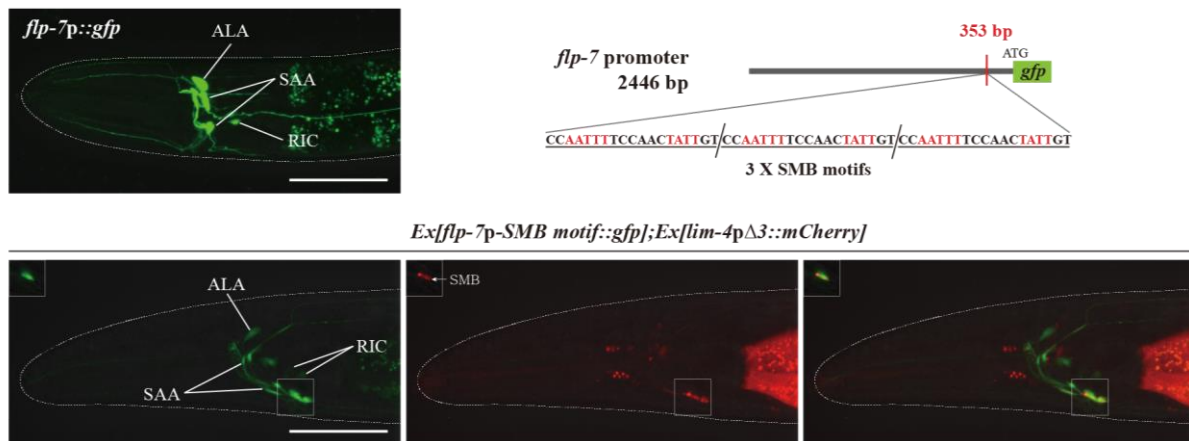 flp-7p::gfp
ALA
SAA
RIC
353 bp
flp-7 promoter
2446 bp
ATG
gfp
CCAATTTTCCAACTATTGT/CCAATTTTCCAACTATTGT/CCAATTTTCCAACTATTGT
3 X SMB motifs
Ex[flp-7p-SMB motif::gfp];Ex[lim-4pΔ3::mCherry]
ALA
RIC
SAA
SMB